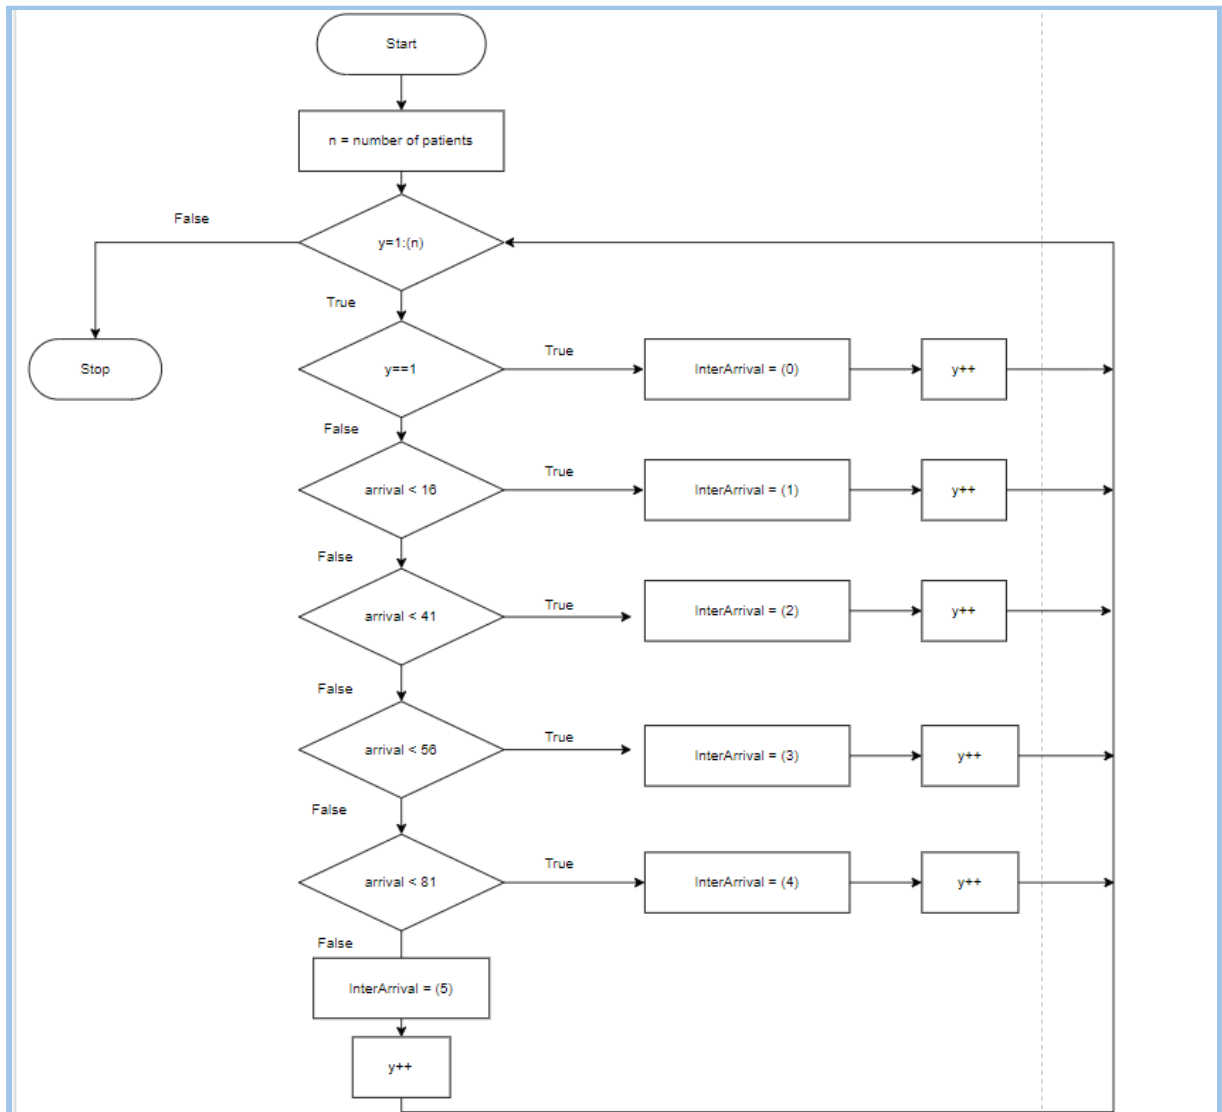 Start
n = number of patients
False
y=1:(n)
True
Stop
y==1
True
InterArrival = (0)
y++
False
arrival < 16
True
InterArrival = (1)
y++
False
arrival < 41
True
InterArrival = (2)
y++
False
arrival < 56
True
InterArrival = (3)
y++
False
arrival < 81
True
InterArrival = (4)
y++
False
InterArrival = (5)
y++